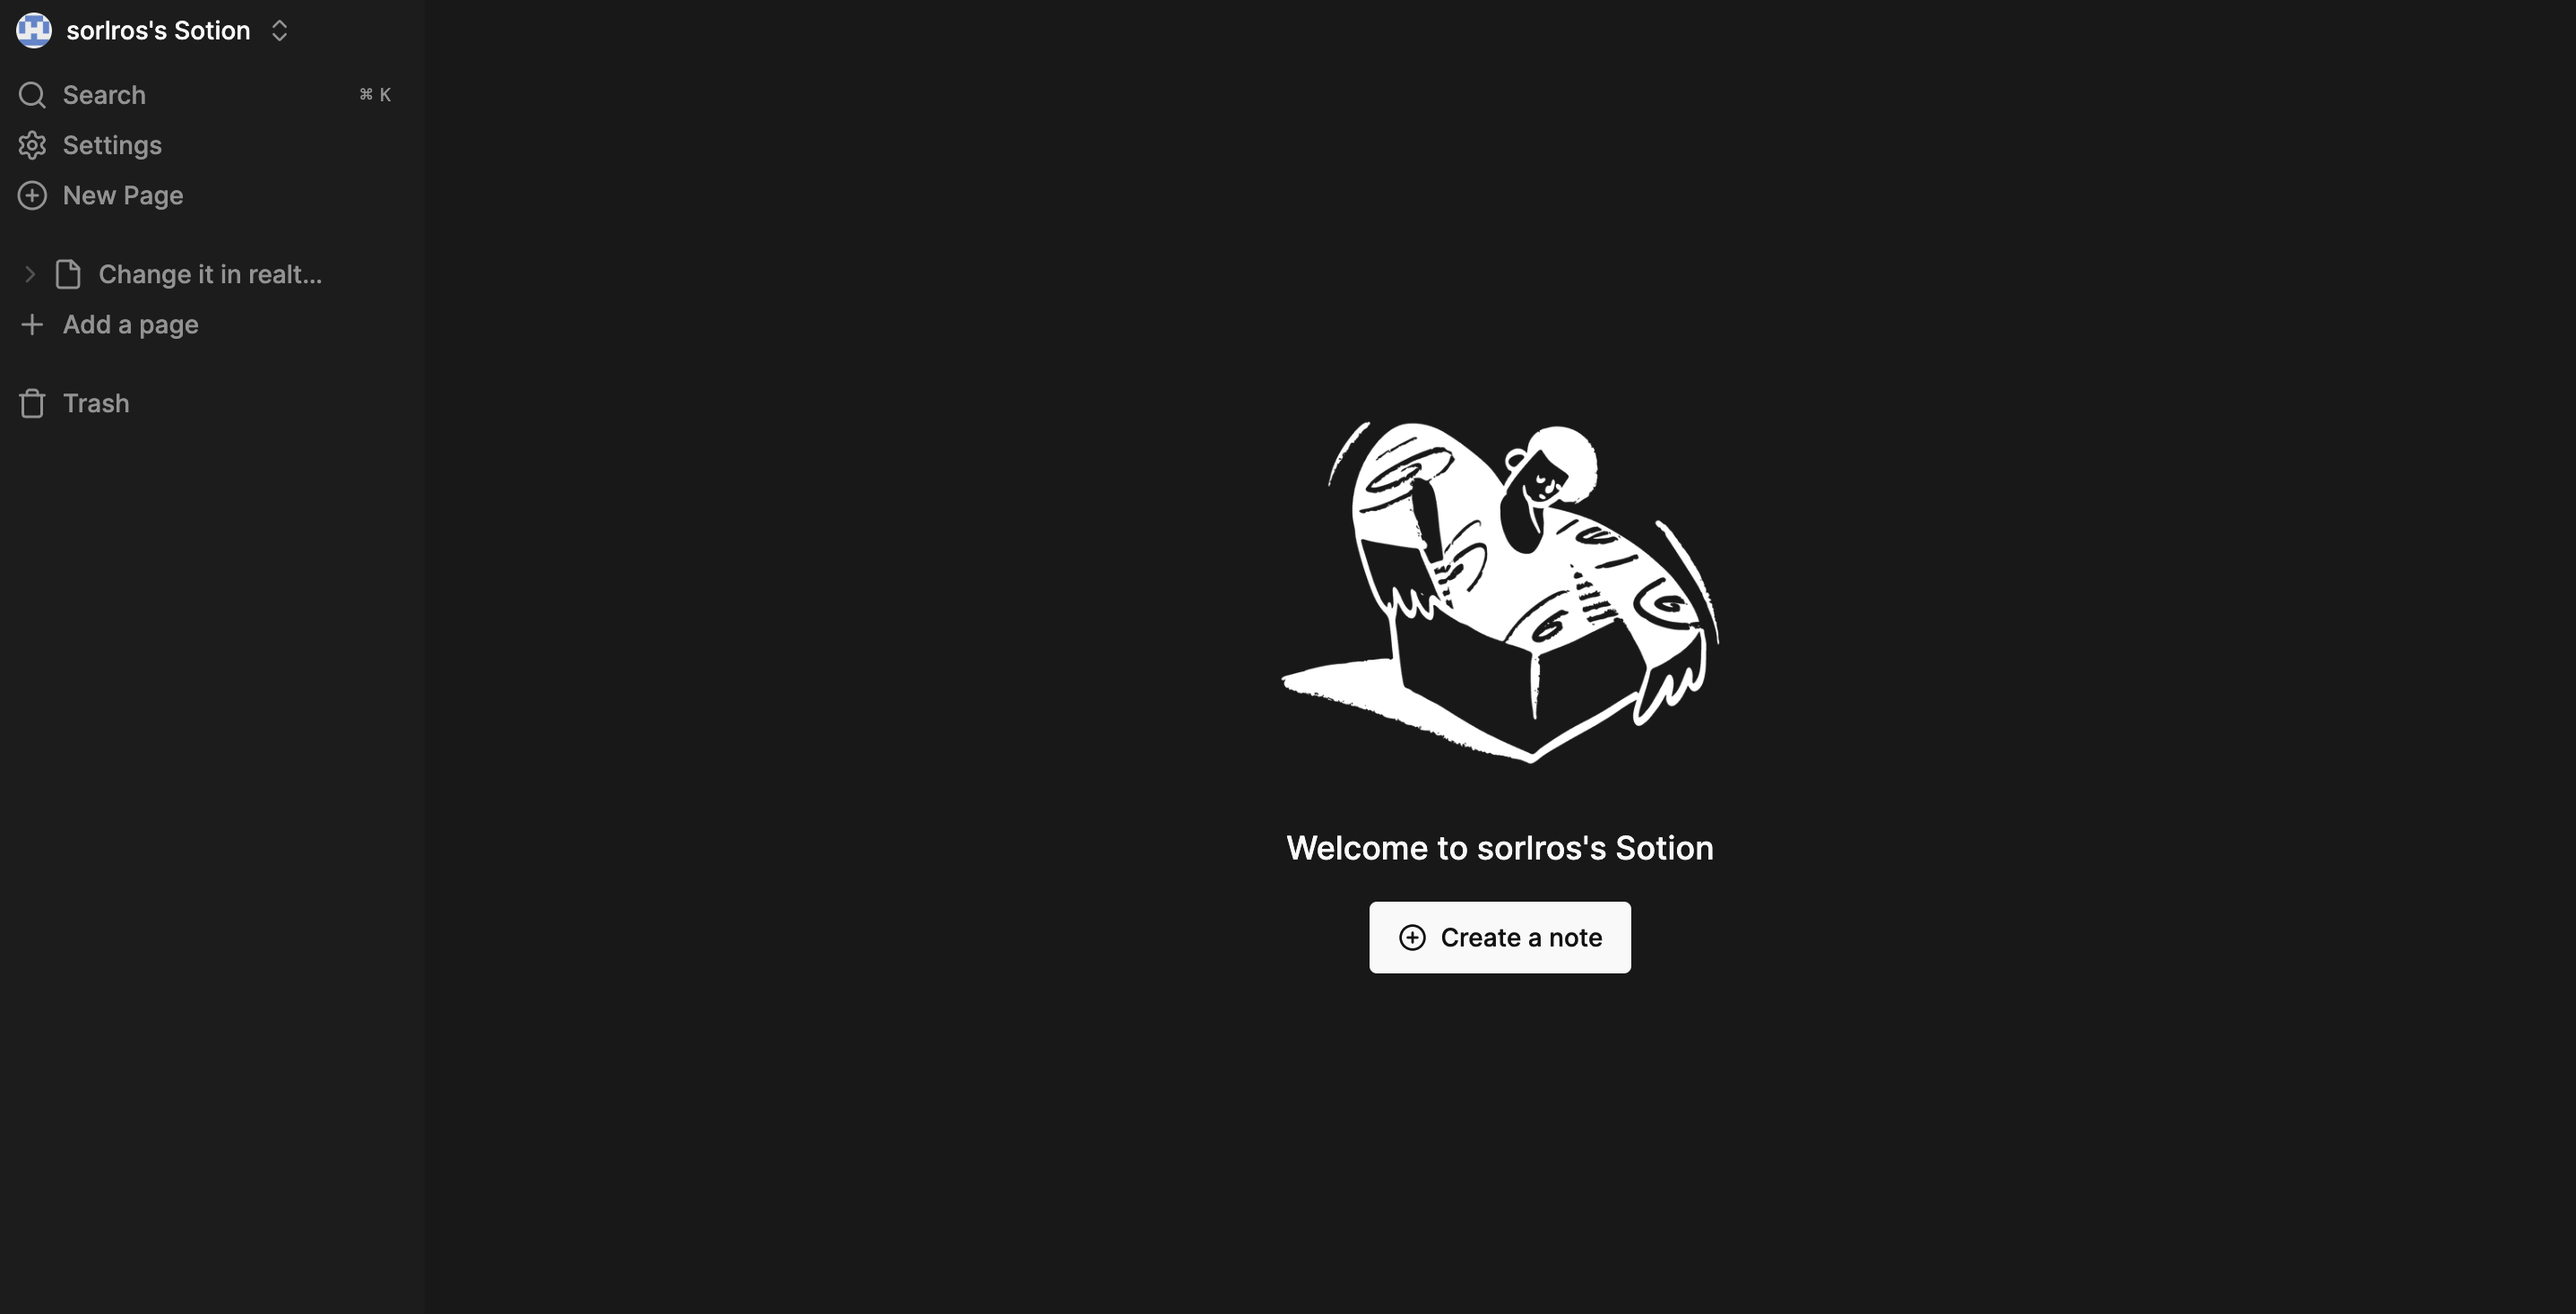 sorlros's Sotion
Search ⌘ K
Settings
New Page
Change it in realt...
Add a page
Trash
Welcome to sorlros's Sotion
Create a note